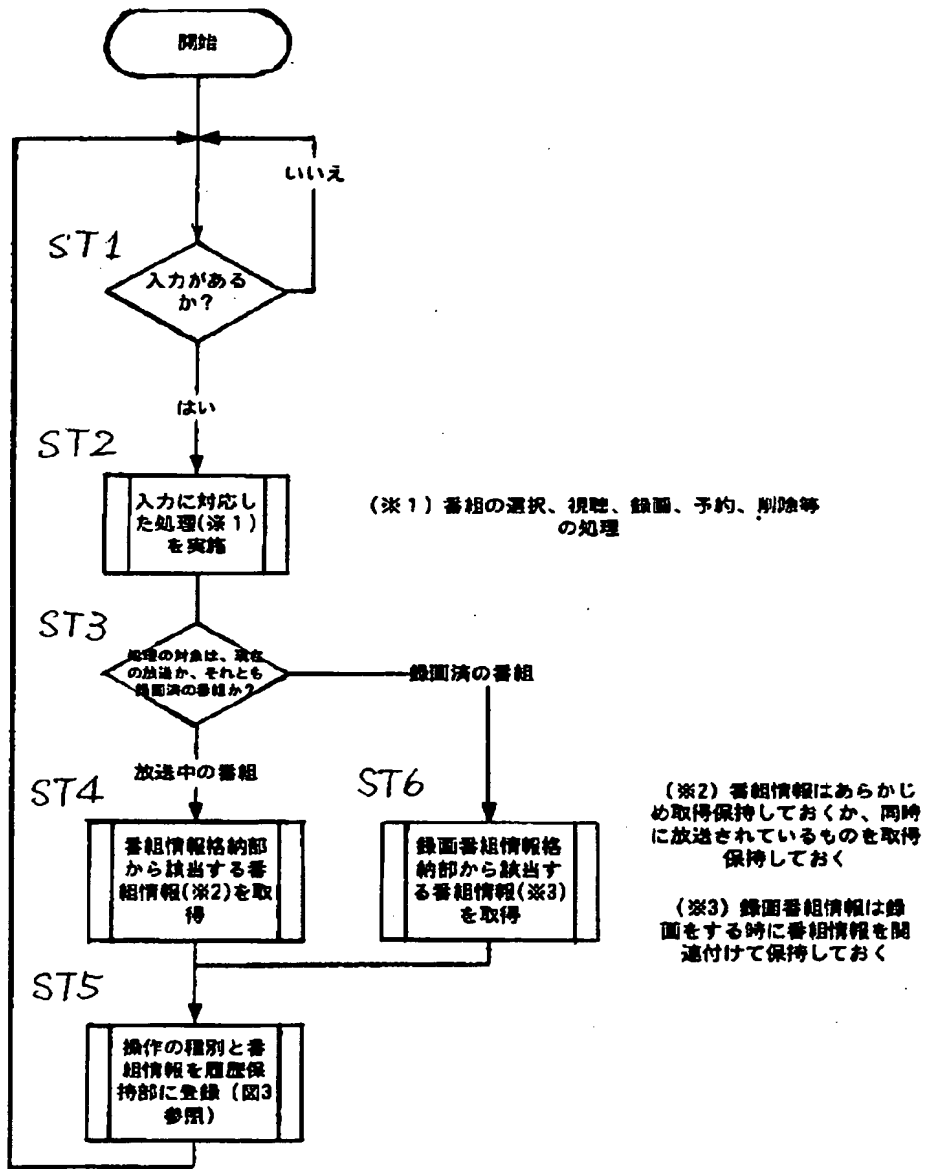 開始
いいえ
ST1
入力がある
か？
はい
ST2
入力に対応し
た処理(※1)
を実施
(※1) 番組の選択、視聴、録画、予約、削除等
の処理
ST3
処理の対象は、現在
の放送か、それとも
録画済の番組か？
録画済の番組
放送中の番組
ST4
番組情報格納部
から該当する番
組情報(※2)を取
得
ST6
録画番組情報格
納部から該当す
る番組情報(※3)
を取得
(※2) 番組情報はあらかじ
め取得保持しておくか、同時
に放送されているものを取得
保持しておく
(※3) 録画番組情報は録
画をする時に番組情報を関
連付けて保持しておく
ST5
操作の種別と番
組情報を履歴保
持部に登録 (図3
参照)